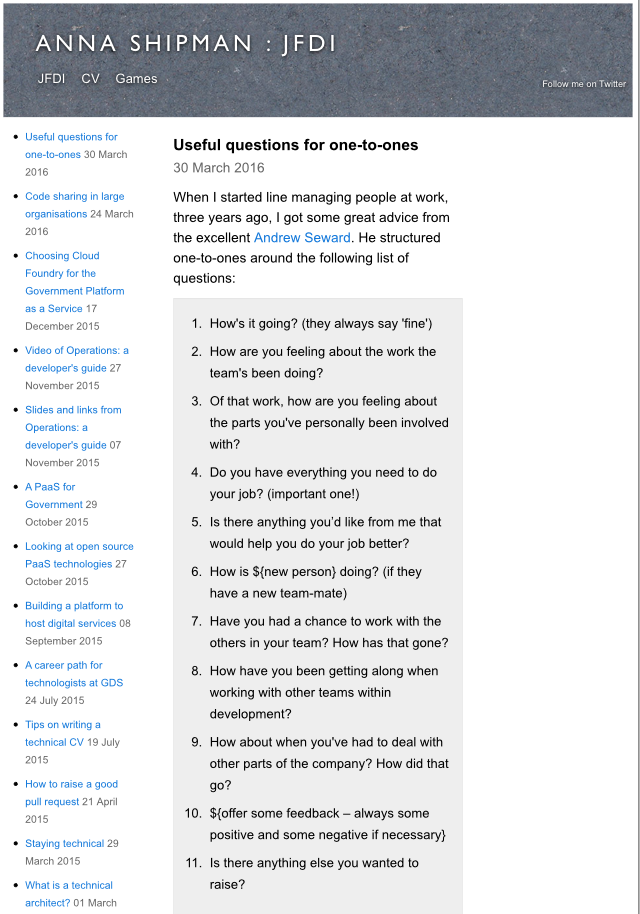 ANNA SHIPMAN : JFDI
JFDI CV Games
Follow me on Twitter
Useful questions for
one-to-ones 30 March
2016
Code sharing in large
organisations 24 March
2016
Choosing Cloud
Foundry for the
Government Platform
as a Service 17
December 2015
Video of Operations: a
developer's guide 27
November 2015
Slides and links from
Operations: a
developer's guide 07
November 2015
A PaaS for
Government 29
October 2015
Looking at open source
PaaS technologies 27
October 2015
Building a platform to
host digital services 08
September 2015
A career path for
technologists at GDS
24 July 2015
Tips on writing a
technical CV 19 July
2015
How to raise a good
pull request 21 April
2015
Staying technical 29
March 2015
What is a technical
architect? 01 March
Useful questions for one-to-ones
30 March 2016
When I started line managing people at work,
three years ago, I got some great advice from
the excellent Andrew Seward. He structured
one-to-ones around the following list of
questions:
1. How's it going? (they always say 'fine')
2. How are you feeling about the work the
team's been doing?
3. Of that work, how are you feeling about
the parts you've personally been involved
with?
4. Do you have everything you need to do
your job? (important one!)
5. Is there anything you’d like from me that
would help you do your job better?
6. How is ${new person} doing? (if they
have a new team-mate)
7. Have you had a chance to work with the
others in your team? How has that gone?
8. How have you been getting along when
working with other teams within
development?
9. How about when you've had to deal with
other parts of the company? How did that
go?
10. ${offer some feedback – always some
positive and some negative if necessary}
11. Is there anything else you wanted to
raise?